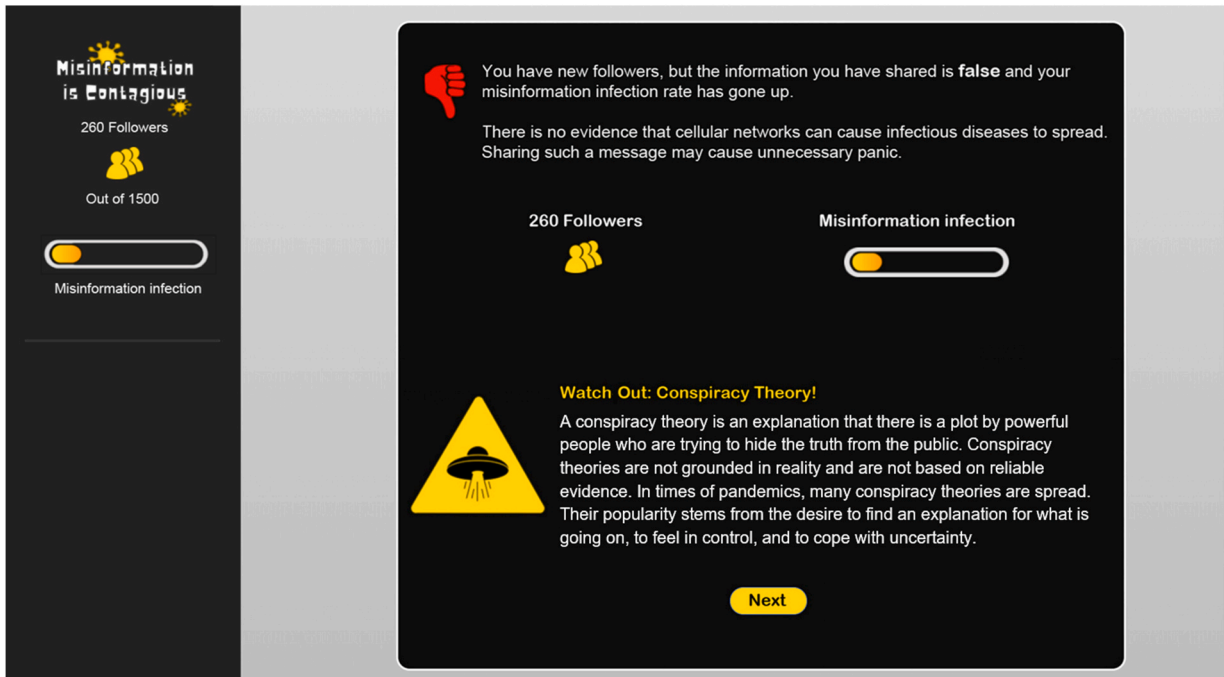 Misinformation
is Contagious
260 Followers
Out of 1500
Misinformation infection
You have new followers, but the information you have shared is false and your
misinformation infection rate has gone up.
There is no evidence that cellular networks can cause infectious diseases to spread.
Sharing such a message may cause unnecessary panic.
260 Followers
Misinformation infection
Watch Out: Conspiracy Theory!
A conspiracy theory is an explanation that there is a plot by powerful
people who are trying to hide the truth from the public. Conspiracy
theories are not grounded in reality and are not based on reliable
evidence. In times of pandemics, many conspiracy theories are spread.
Their popularity stems from the desire to find an explanation for what is
going on, to feel in control, and to cope with uncertainty.
Next